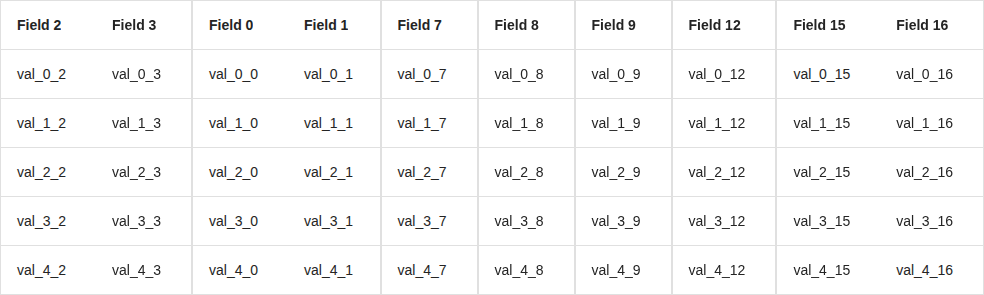 Field 2 Field 3 Field 0 Field 1 Field 7 Field 8 Field 9 Field 12 Field 15 Field 16
val_0_2 val_0_3 val_0_0 val_0_1 val_0_7 val_0_8 val_0_9 val_0_12 val_0_15 val_0_16
val_1_2 val_1_3 val_1_0 val_1_1 val_1_7 val_1_8 val_1_9 val_1_12 val_1_15 val_1_16
val_2_2 val_2_3 val_2_0 val_2_1 val_2_7 val_2_8 val_2_9 val_2_12 val_2_15 val_2_16
val_3_2 val_3_3 val_3_0 val_3_1 val_3_7 val_3_8 val_3_9 val_3_12 val_3_15 val_3_16
val_4_2 val_4_3 val_4_0 val_4_1 val_4_7 val_4_8 val_4_9 val_4_12 val_4_15 val_4_16